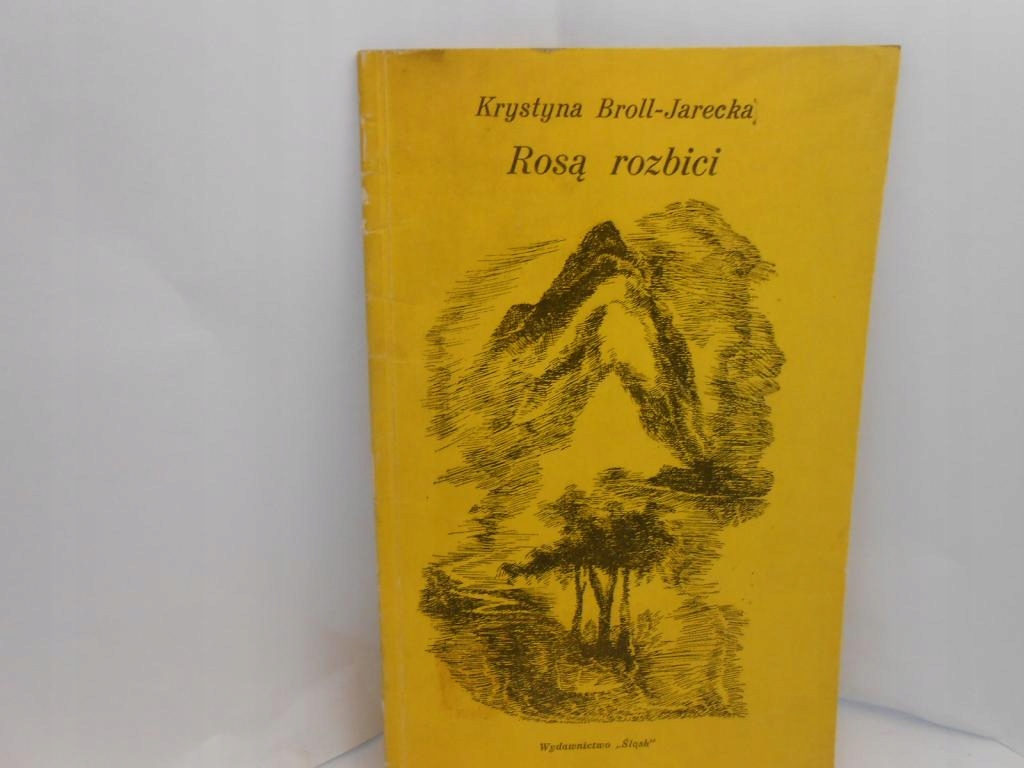 Krystyna Broll-Jarecka
Rosą rozbici
Wydawnictwo „Śląsk"